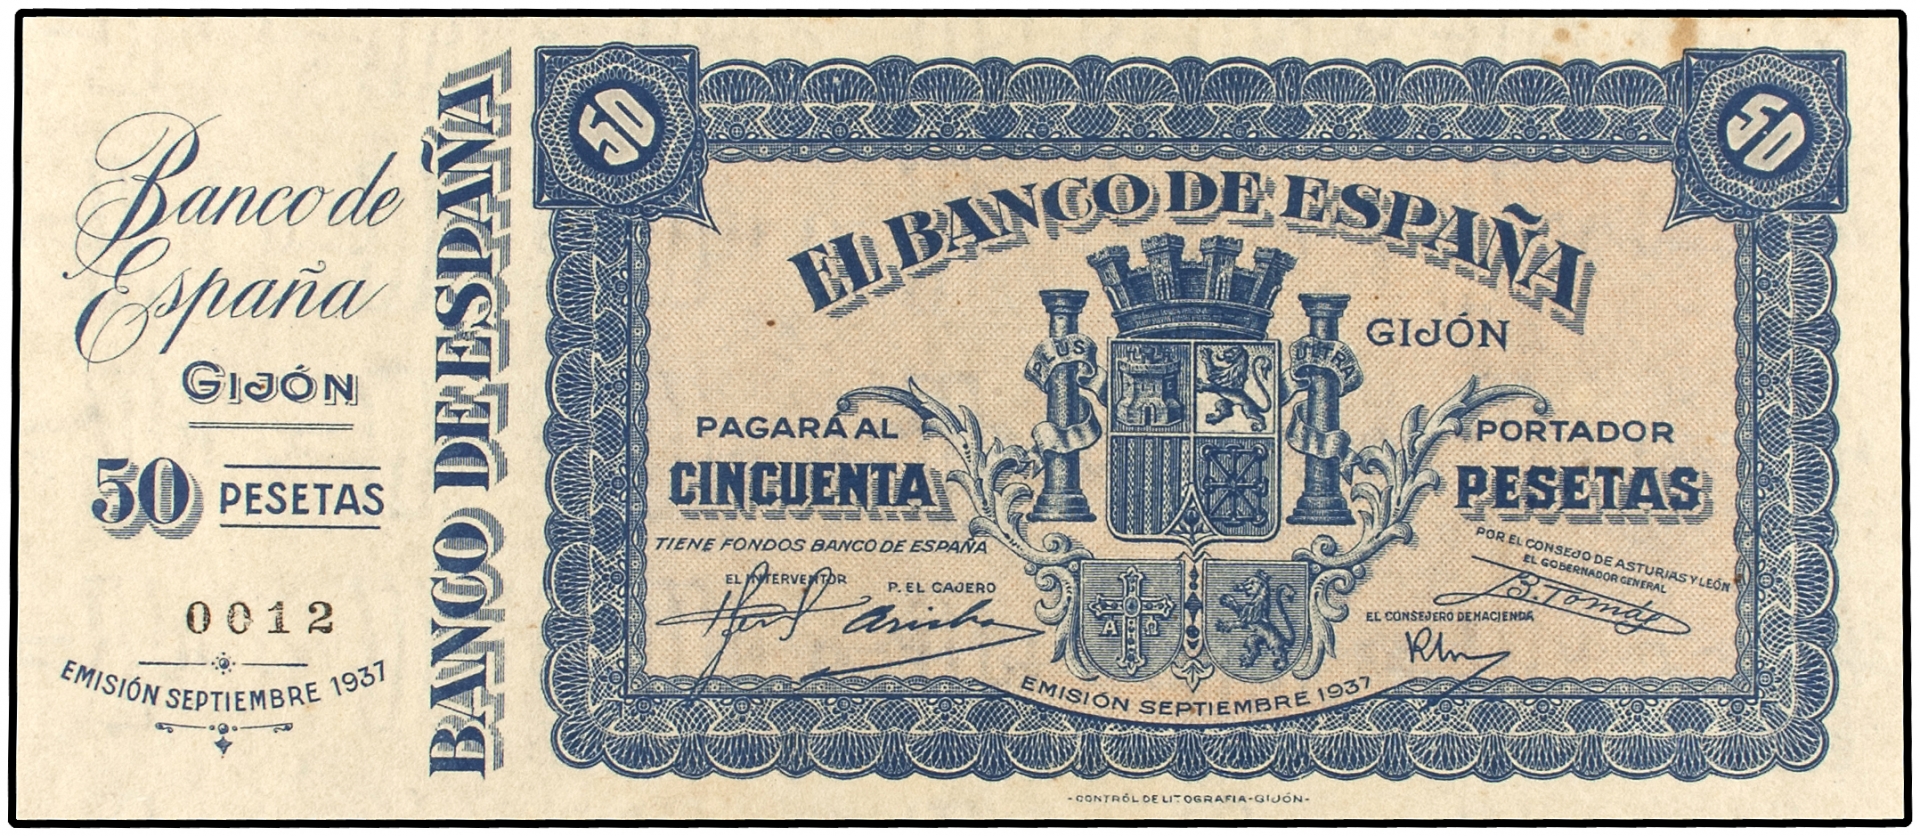 Banco de
España
GIJÓN
50 PESETAS
0012
EMISIÓN SEPTIEMBRE 1937
BANCO DE ESPAÑA
50
50
EL BANCO DE ESPAÑA
GIJÓN
PLUS
ULTRA
PAGARÁ AL
PORTADOR
CINCUENTA
PESETAS
TIENE FONDOS BANCO DE ESPAÑA
EL INTERVENTOR
P. EL CAJERO
POR EL CONSEJO DE ASTURIAS Y LEÓN
EL GOBERNADOR GENERAL
B. Tomás
EL CONSEJERO DE HACIENDA
Α Ω
EMISIÓN SEPTIEMBRE 1937
-CONTRÓL DE LITOGRAFIA-GIJÓN-